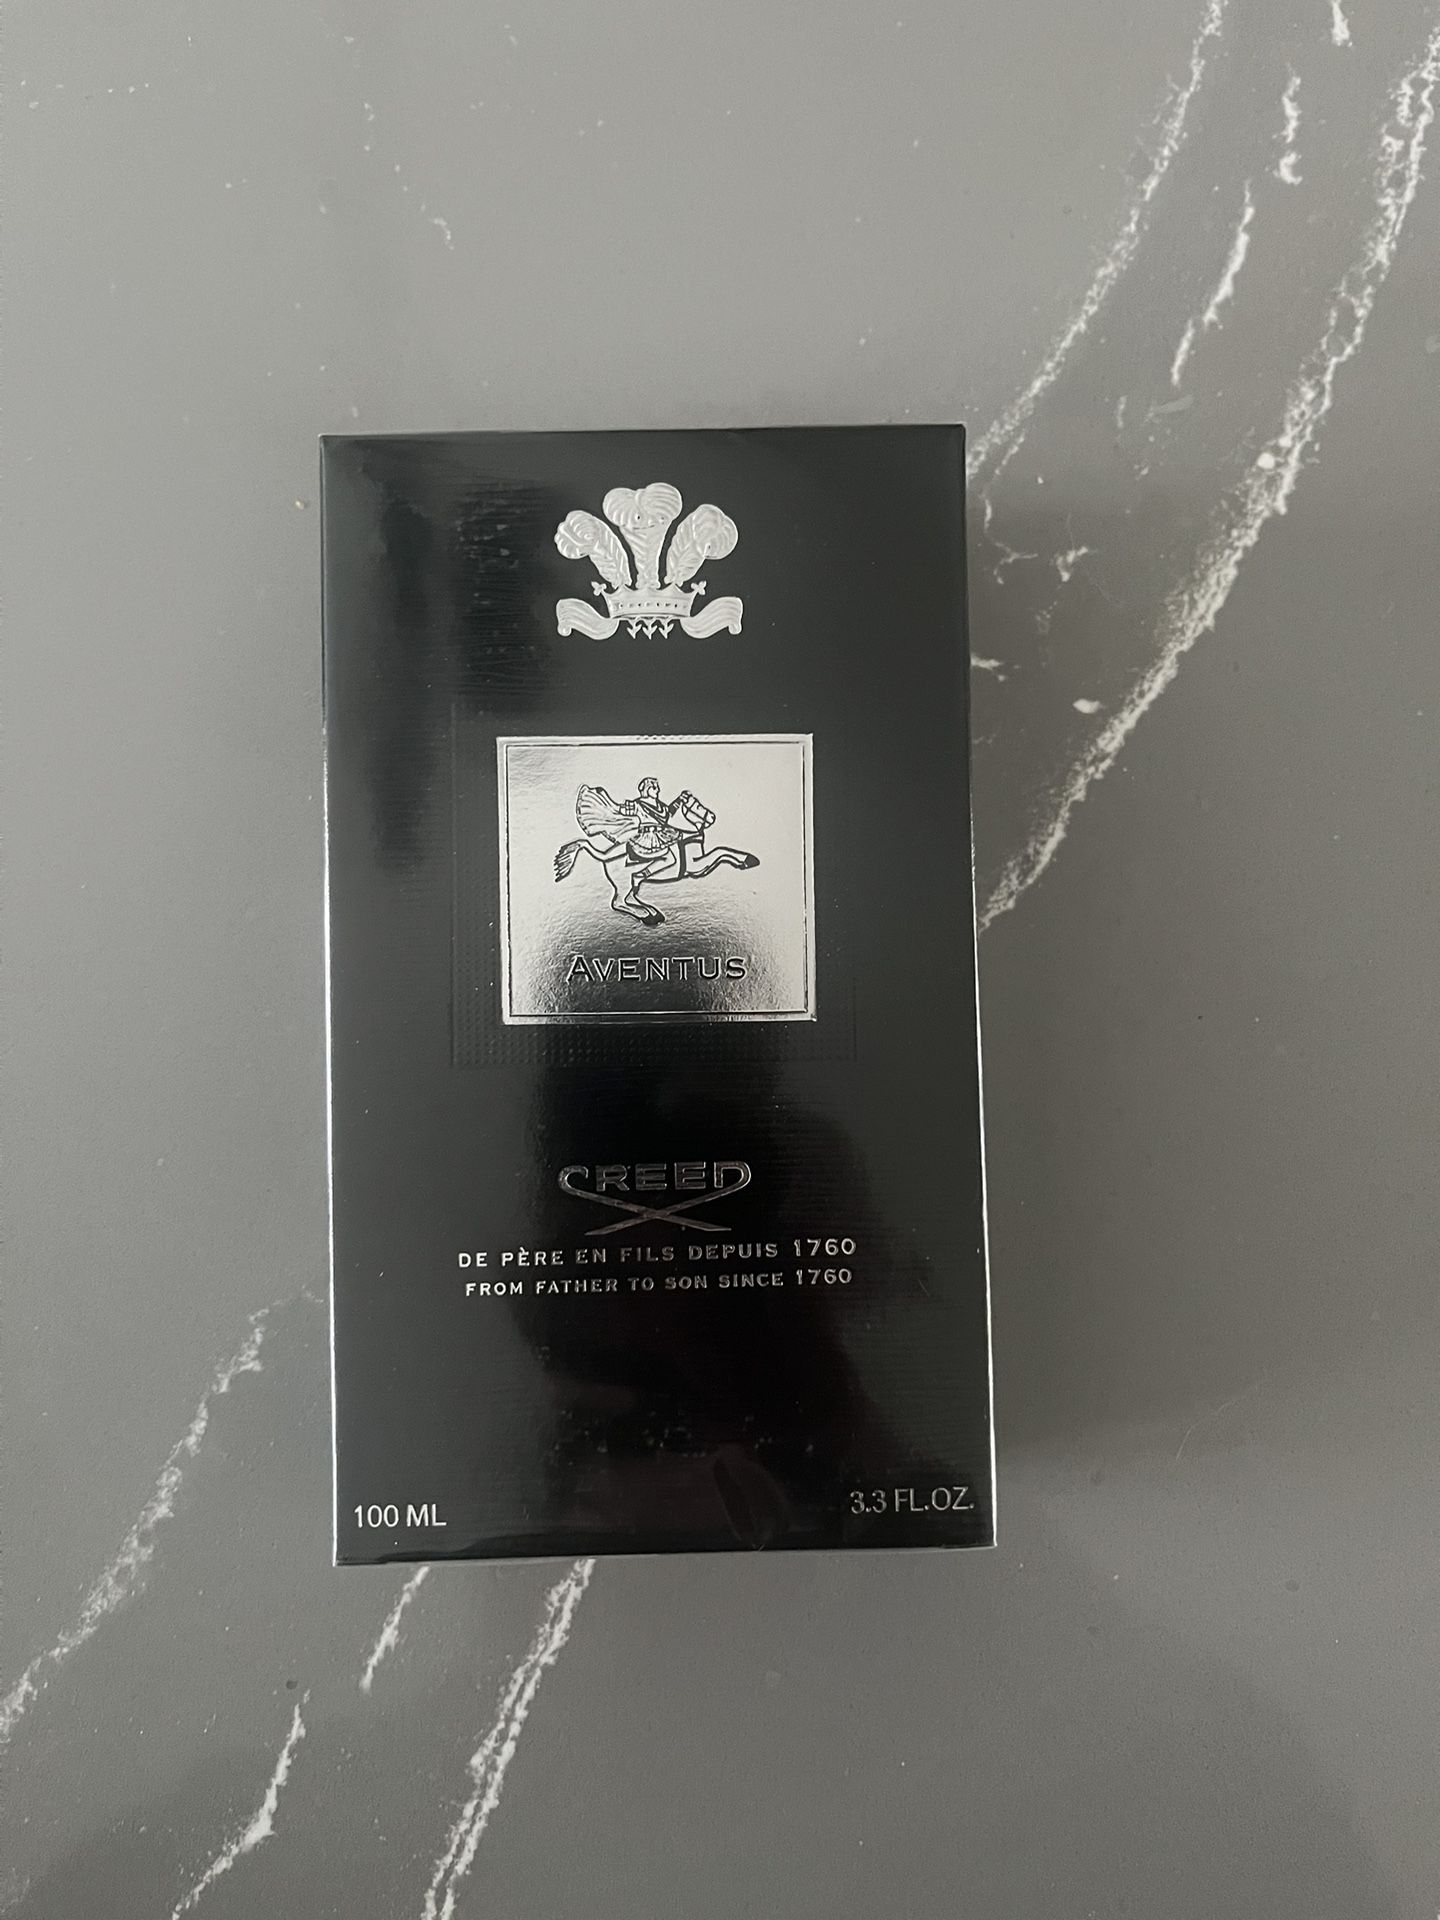 AVENTUS
CREED
DE PÈRE EN FILS DEPUIS 1760
FROM FATHER TO SON SINCE 1760
100 ML
3.3 FL.OZ.